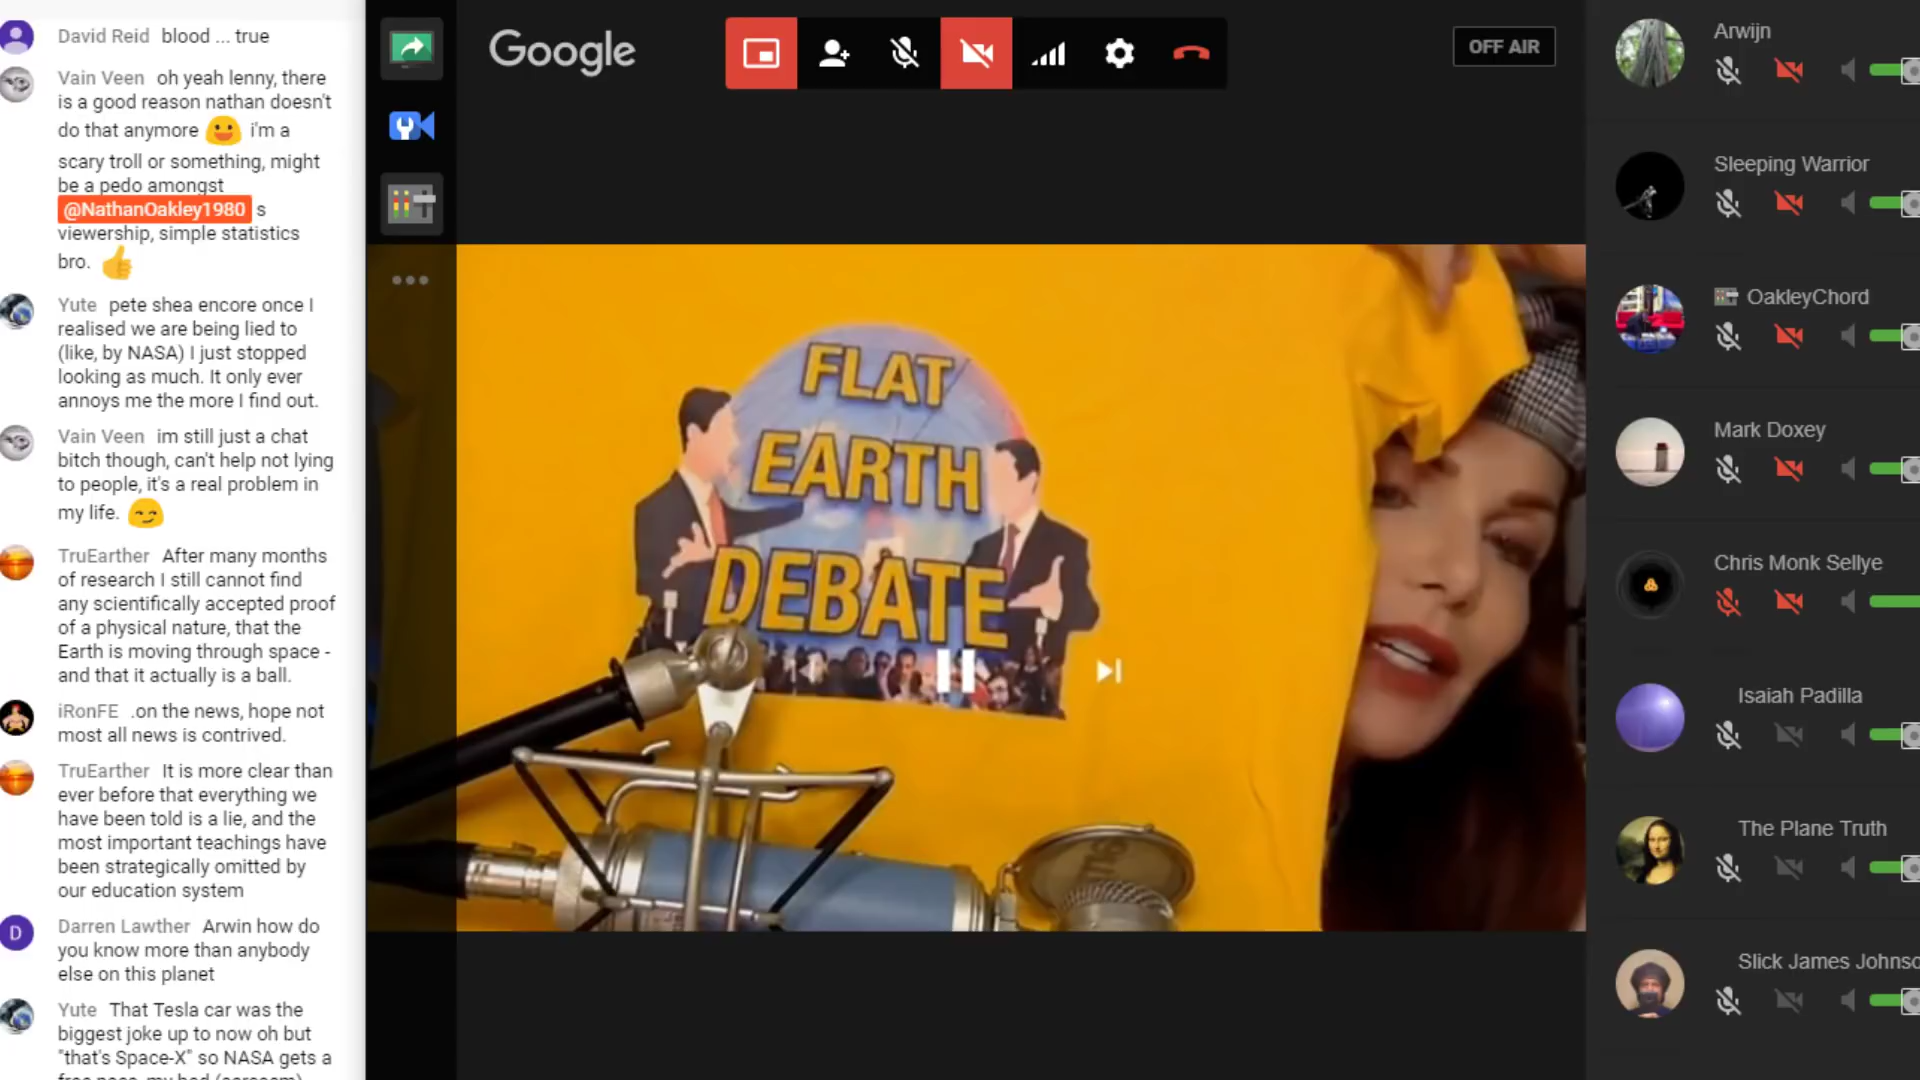 David Reid blood ... true
Vain Veen oh yeah lenny, there
is a good reason nathan doesn't
do that anymore i'm a
scary troll or something, might
be a pedo amongst
@NathanOakley1980 s
viewership, simple statistics
bro.
Yute pete shea encore once I
realised we are being lied to
(like, by NASA) I just stopped
looking as much. It only ever
annoys me the more I find out.
Vain Veen im still just a chat
bitch though, can't help not lying
to people, it's a real problem in
my life.
TruEarther After many months
of research I still cannot find
any scientifically accepted proof
of a physical nature, that the
Earth is moving through space -
and that it actually is a ball.
iRonFE .on the news, hope not
most all news is contrived.
TruEarther It is more clear than
ever before that everything we
have been told is a lie, and the
most important teachings have
been strategically omitted by
our education system
D
Darren Lawther Arwin how do
you know more than anybody
else on this planet
Yute That Tesla car was the
biggest joke up to now oh but
"that's Space-X" so NASA gets a
Google
OFF AIR
FLAT
EARTH
DEBATE
Arwijn
Sleeping Warrior
OakleyChord
Mark Doxey
Chris Monk Sellye
Isaiah Padilla
The Plane Truth
Slick James Johnso